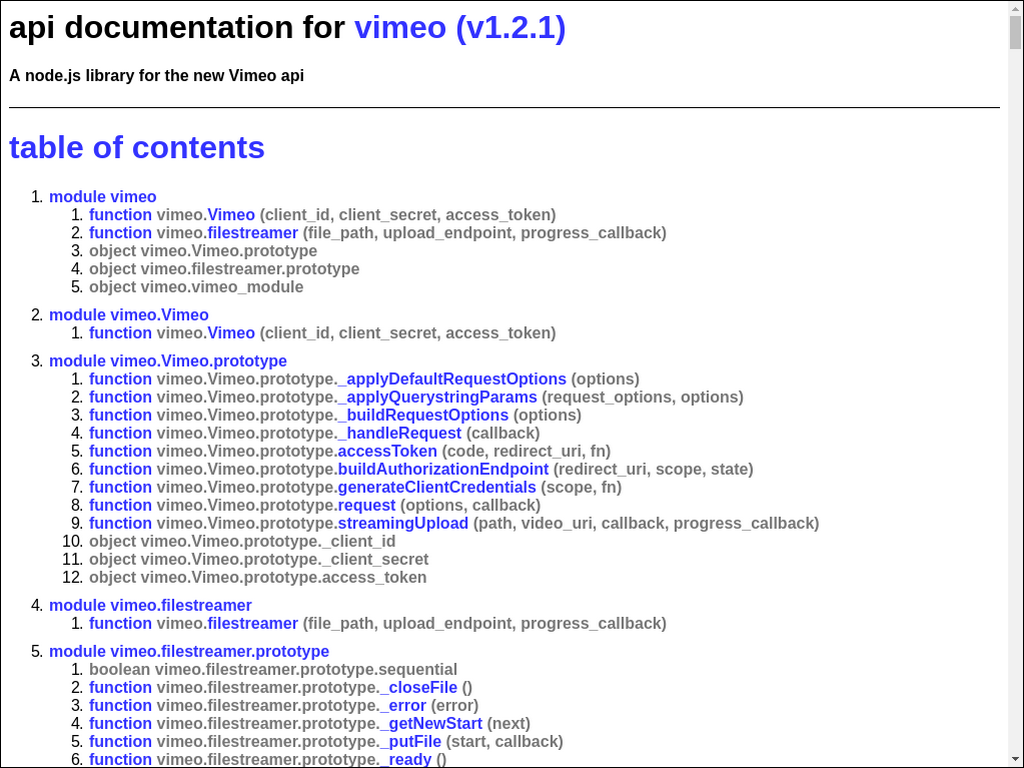 api documentation for vimeo (v1.2.1)
A node.js library for the new Vimeo api
table of contents
1. module vimeo
1. function vimeo.Vimeo (client_id, client_secret, access_token)
2. function vimeo.filestreamer (file_path, upload_endpoint, progress_callback)
3. object vimeo.Vimeo.prototype
4. object vimeo.filestreamer.prototype
5. object vimeo.vimeo_module
2. module vimeo.Vimeo
1. function vimeo.Vimeo (client_id, client_secret, access_token)
3. module vimeo.Vimeo.prototype
1. function vimeo.Vimeo.prototype._applyDefaultRequestOptions (options)
2. function vimeo.Vimeo.prototype._applyQuerystringParams (request_options, options)
3. function vimeo.Vimeo.prototype._buildRequestOptions (options)
4. function vimeo.Vimeo.prototype._handleRequest (callback)
5. function vimeo.Vimeo.prototype.accessToken (code, redirect_uri, fn)
6. function vimeo.Vimeo.prototype.buildAuthorizationEndpoint (redirect_uri, scope, state)
7. function vimeo.Vimeo.prototype.generateClientCredentials (scope, fn)
8. function vimeo.Vimeo.prototype.request (options, callback)
9. function vimeo.Vimeo.prototype.streamingUpload (path, video_uri, callback, progress_callback)
10. object vimeo.Vimeo.prototype._client_id
11. object vimeo.Vimeo.prototype._client_secret
12. object vimeo.Vimeo.prototype.access_token
4. module vimeo.filestreamer
1. function vimeo.filestreamer (file_path, upload_endpoint, progress_callback)
5. module vimeo.filestreamer.prototype
1. boolean vimeo.filestreamer.prototype.sequential
2. function vimeo.filestreamer.prototype._closeFile ()
3. function vimeo.filestreamer.prototype._error (error)
4. function vimeo.filestreamer.prototype._getNewStart (next)
5. function vimeo.filestreamer.prototype._putFile (start, callback)
6. function vimeo.filestreamer.prototype._ready ()